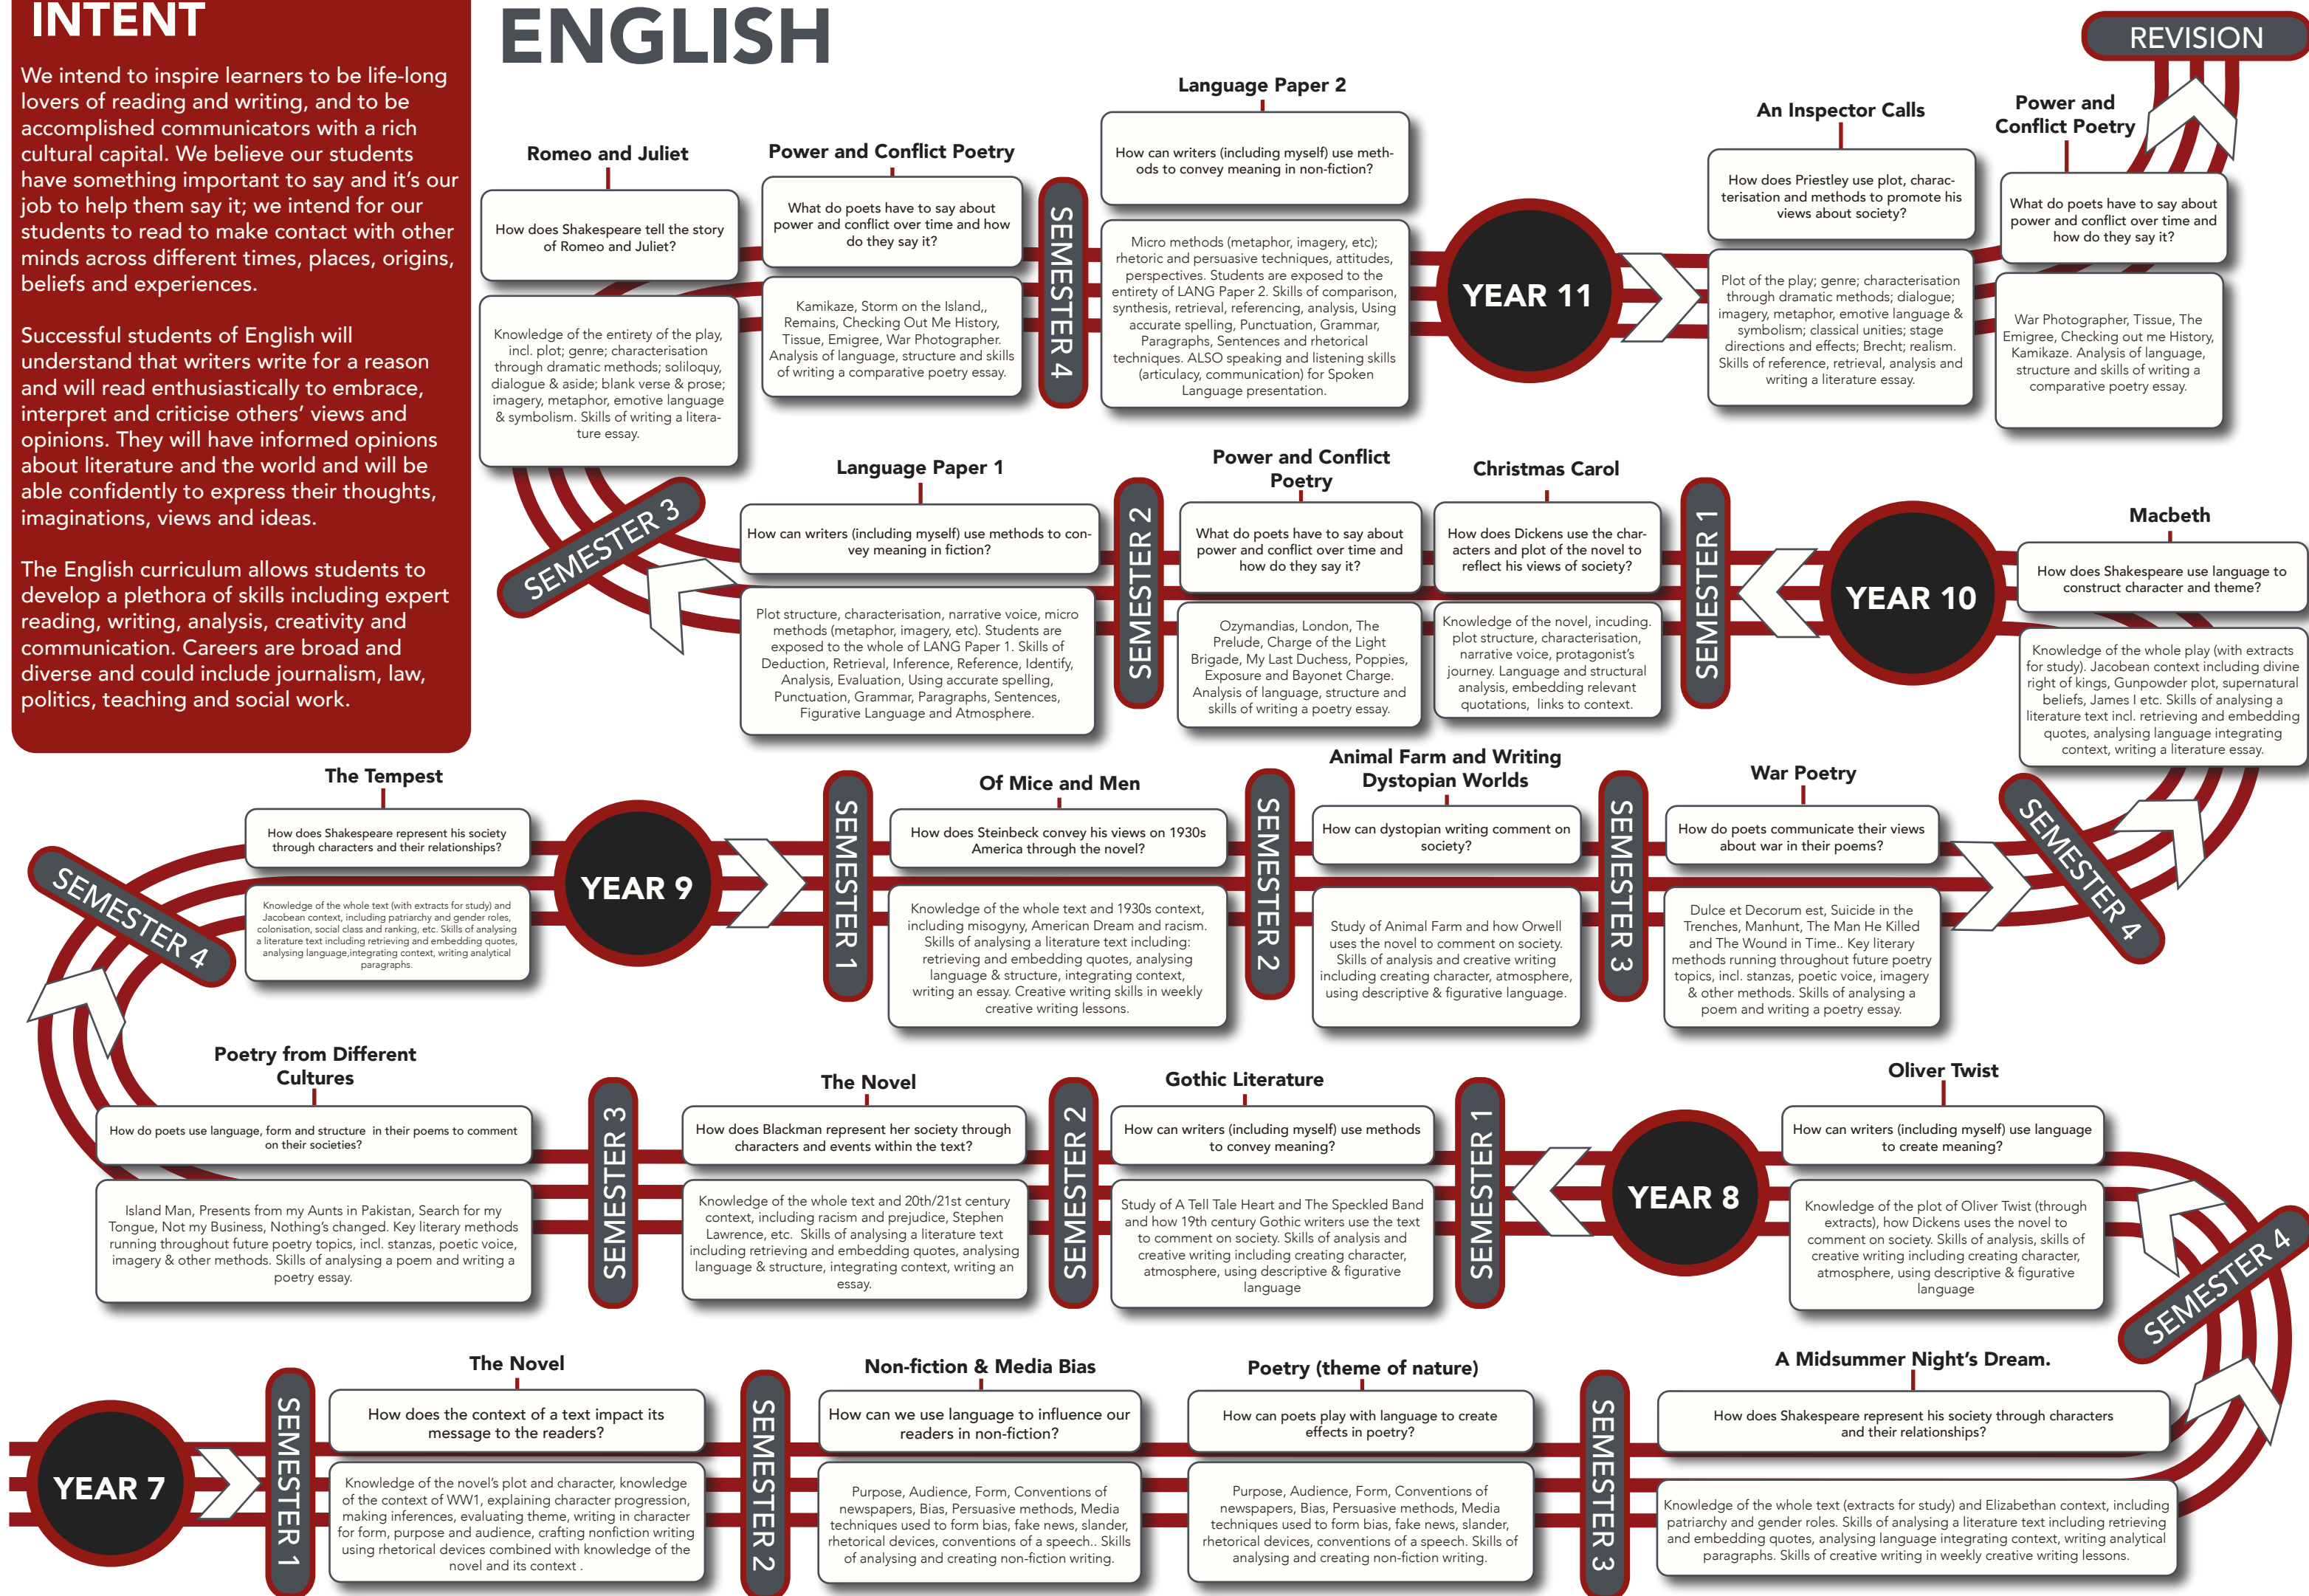 INTENT
We intend to inspire learners to be life-long
lovers of reading and writing, and to be
accomplished communicators with a rich
cultural capital. We believe our students
have something important to say and it’s our
job to help them say it; we intend for our
students to read to make contact with other
minds across different times, places, origins,
beliefs and experiences.
Successful students of English will
understand that writers write for a reason
and will read enthusiastically to embrace,
interpret and criticise others’ views and
opinions. They will have informed opinions
about literature and the world and will be
able confidently to express their thoughts,
imaginations, views and ideas.
The English curriculum allows students to
develop a plethora of skills including expert
reading, writing, analysis, creativity and
communication. Careers are broad and
diverse and could include journalism, law,
politics, teaching and social work.
ENGLISH
REVISION
Romeo and Juliet
How does Shakespeare tell the story
of Romeo and Juliet?
Knowledge of the entirety of the play,
incl. plot; genre; characterisation
through dramatic methods; soliloquy,
dialogue & aside; blank verse & prose;
imagery, metaphor, emotive language
& symbolism. Skills of writing a litera-
ture essay.
Power and Conflict Poetry
What do poets have to say about
power and conflict over time and how
do they say it?
Kamikaze, Storm on the Island,,
Remains, Checking Out Me History,
Tissue, Emigree, War Photographer.
Analysis of language, structure and skills
of writing a comparative poetry essay.
SEMESTER 4
Language Paper 2
How can writers (including myself) use meth-
ods to convey meaning in non-fiction?
Micro methods (metaphor, imagery, etc);
rhetoric and persuasive techniques, attitudes,
perspectives. Students are exposed to the
entirety of LANG Paper 2. Skills of comparison,
synthesis, retrieval, referencing, analysis, Using
accurate spelling, Punctuation, Grammar,
Paragraphs, Sentences and rhetorical
techniques. ALSO speaking and listening skills
(articulacy, communication) for Spoken
Language presentation.
YEAR 11
An Inspector Calls
How does Priestley use plot, charac-
terisation and methods to promote his
views about society?
Plot of the play; genre; characterisation
through dramatic methods; dialogue;
imagery, metaphor, emotive language &
symbolism; classical unities; stage
directions and effects; Brecht; realism.
Skills of reference, retrieval, analysis and
writing a literature essay.
Power and
Conflict Poetry
What do poets have to say about
power and conflict over time and
how do they say it?
War Photographer, Tissue, The
Emigree, Checking out me History,
Kamikaze. Analysis of language,
structure and skills of writing a
comparative poetry essay.
SEMESTER 3
Language Paper 1
How can writers (including myself) use methods to con-
vey meaning in fiction?
Plot structure, characterisation, narrative voice, micro
methods (metaphor, imagery, etc). Students are
exposed to the whole of LANG Paper 1. Skills of
Deduction, Retrieval, Inference, Reference, Identify,
Analysis, Evaluation, Using accurate spelling,
Punctuation, Grammar, Paragraphs, Sentences,
Figurative Language and Atmosphere.
SEMESTER 2
Power and Conflict
Poetry
What do poets have to say about
power and conflict over time and
how do they say it?
Ozymandias, London, The
Prelude, Charge of the Light
Brigade, My Last Duchess, Poppies,
Exposure and Bayonet Charge.
Analysis of language, structure and
skills of writing a poetry essay.
Christmas Carol
How does Dickens use the char-
acters and plot of the novel to
reflect his views of society?
Knowledge of the novel, incuding.
plot structure, characterisation,
narrative voice, protagonist’s
journey. Language and structural
analysis, embedding relevant
quotations, links to context.
SEMESTER 1
YEAR 10
Macbeth
How does Shakespeare use language to
construct character and theme?
Knowledge of the whole play (with extracts
for study). Jacobean context including divine
right of kings, Gunpowder plot, supernatural
beliefs, James I etc. Skills of analysing a
literature text incl. retrieving and embedding
quotes, analysing language integrating
context, writing a literature essay.
SEMESTER 4
The Tempest
How does Shakespeare represent his society
through characters and their relationships?
Knowledge of the whole text (with extracts for study) and
Jacobean context, including patriarchy and gender roles,
colonisation, social class and ranking, etc. Skills of analysing
a literature text including retrieving and embedding quotes,
analysing language,integrating context, writing analytical
paragraphs.
YEAR 9
SEMESTER 1
Of Mice and Men
How does Steinbeck convey his views on 1930s
America through the novel?
Knowledge of the whole text and 1930s context,
including misogyny, American Dream and racism.
Skills of analysing a literature text including:
retrieving and embedding quotes, analysing
language & structure, integrating context,
writing an essay. Creative writing skills in weekly
creative writing lessons.
SEMESTER 2
Animal Farm and Writing
Dystopian Worlds
How can dystopian writing comment on
society?
Study of Animal Farm and how Orwell
uses the novel to comment on society.
Skills of analysis and creative writing
including creating character, atmosphere,
using descriptive & figurative language.
SEMESTER 3
War Poetry
How do poets communicate their views
about war in their poems?
Dulce et Decorum est, Suicide in the
Trenches, Manhunt, The Man He Killed
and The Wound in Time.. Key literary
methods running throughout future poetry
topics, incl. stanzas, poetic voice, imagery
& other methods. Skills of analysing a
poem and writing a poetry essay.
SEMESTER 4
Poetry from Different
Cultures
How do poets use language, form and structure in their poems to comment
on their societies?
Island Man, Presents from my Aunts in Pakistan, Search for my
Tongue, Not my Business, Nothing’s changed. Key literary methods
running throughout future poetry topics, incl. stanzas, poetic voice,
imagery & other methods. Skills of analysing a poem and writing a
poetry essay.
SEMESTER 3
The Novel
How does Blackman represent her society through
characters and events within the text?
Knowledge of the whole text and 20th/21st century
context, including racism and prejudice, Stephen
Lawrence, etc. Skills of analysing a literature text
including retrieving and embedding quotes, analysing
language & structure, integrating context, writing an
essay.
SEMESTER 2
Gothic Literature
How can writers (including myself) use methods
to convey meaning?
Study of A Tell Tale Heart and The Speckled Band
and how 19th century Gothic writers use the text
to comment on society. Skills of analysis and
creative writing including creating character,
atmosphere, using descriptive & figurative
language
SEMESTER 1
YEAR 8
Oliver Twist
How can writers (including myself) use language
to create meaning?
Knowledge of the plot of Oliver Twist (through
extracts), how Dickens uses the novel to
comment on society. Skills of analysis, skills of
creative writing including creating character,
atmosphere, using descriptive & figurative
language
SEMESTER 4
YEAR 7
SEMESTER 1
The Novel
How does the context of a text impact its
message to the readers?
Knowledge of the novel’s plot and character, knowledge
of the context of WW1, explaining character progression,
making inferences, evaluating theme, writing in character
for form, purpose and audience, crafting nonfiction writing
using rhetorical devices combined with knowledge of the
novel and its context .
SEMESTER 2
Non-fiction & Media Bias
How can we use language to influence our
readers in non-fiction?
Purpose, Audience, Form, Conventions of
newspapers, Bias, Persuasive methods, Media
techniques used to form bias, fake news, slander,
rhetorical devices, conventions of a speech.. Skills
of analysing and creating non-fiction writing.
Poetry (theme of nature)
How can poets play with language to create
effects in poetry?
Purpose, Audience, Form, Conventions of
newspapers, Bias, Persuasive methods, Media
techniques used to form bias, fake news, slander,
rhetorical devices, conventions of a speech. Skills of
analysing and creating non-fiction writing.
SEMESTER 3
A Midsummer Night’s Dream.
How does Shakespeare represent his society through characters
and their relationships?
Knowledge of the whole text (extracts for study) and Elizabethan context, including
patriarchy and gender roles. Skills of analysing a literature text including retrieving
and embedding quotes, analysing language integrating context, writing analytical
paragraphs. Skills of creative writing in weekly creative writing lessons.